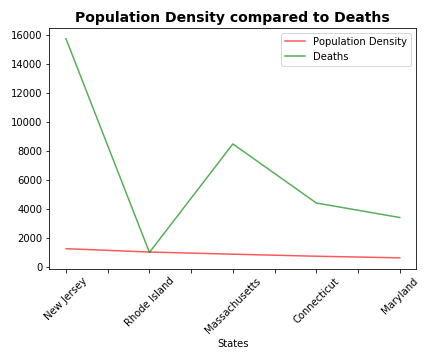 Population Density compared to Deaths
Population Density
Deaths
16000
14000
12000
10000
8000
6000
4000
2000
0
New Jersey
Rhode Island
Massachusetts
Connecticut
Maryland
States